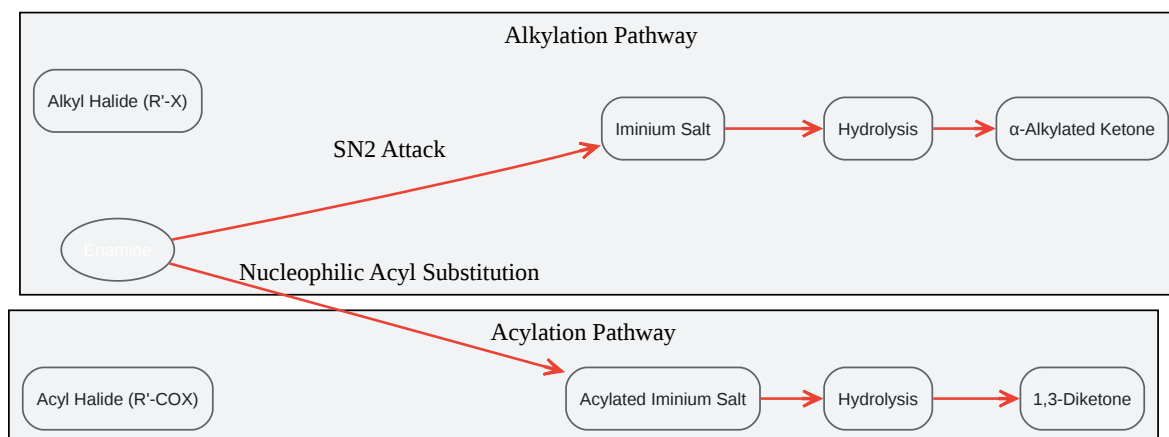 Alkylation Pathway
Alkyl Halide (R'-X)
Iminium Salt
Hydrolysis
α-Alkylated Ketone
SN2 Attack
Enamine
Nucleophilic Acyl Substitution
Acylation Pathway
Acyl Halide (R'-COX)
Acylated Iminium Salt
Hydrolysis
1,3-Diketone